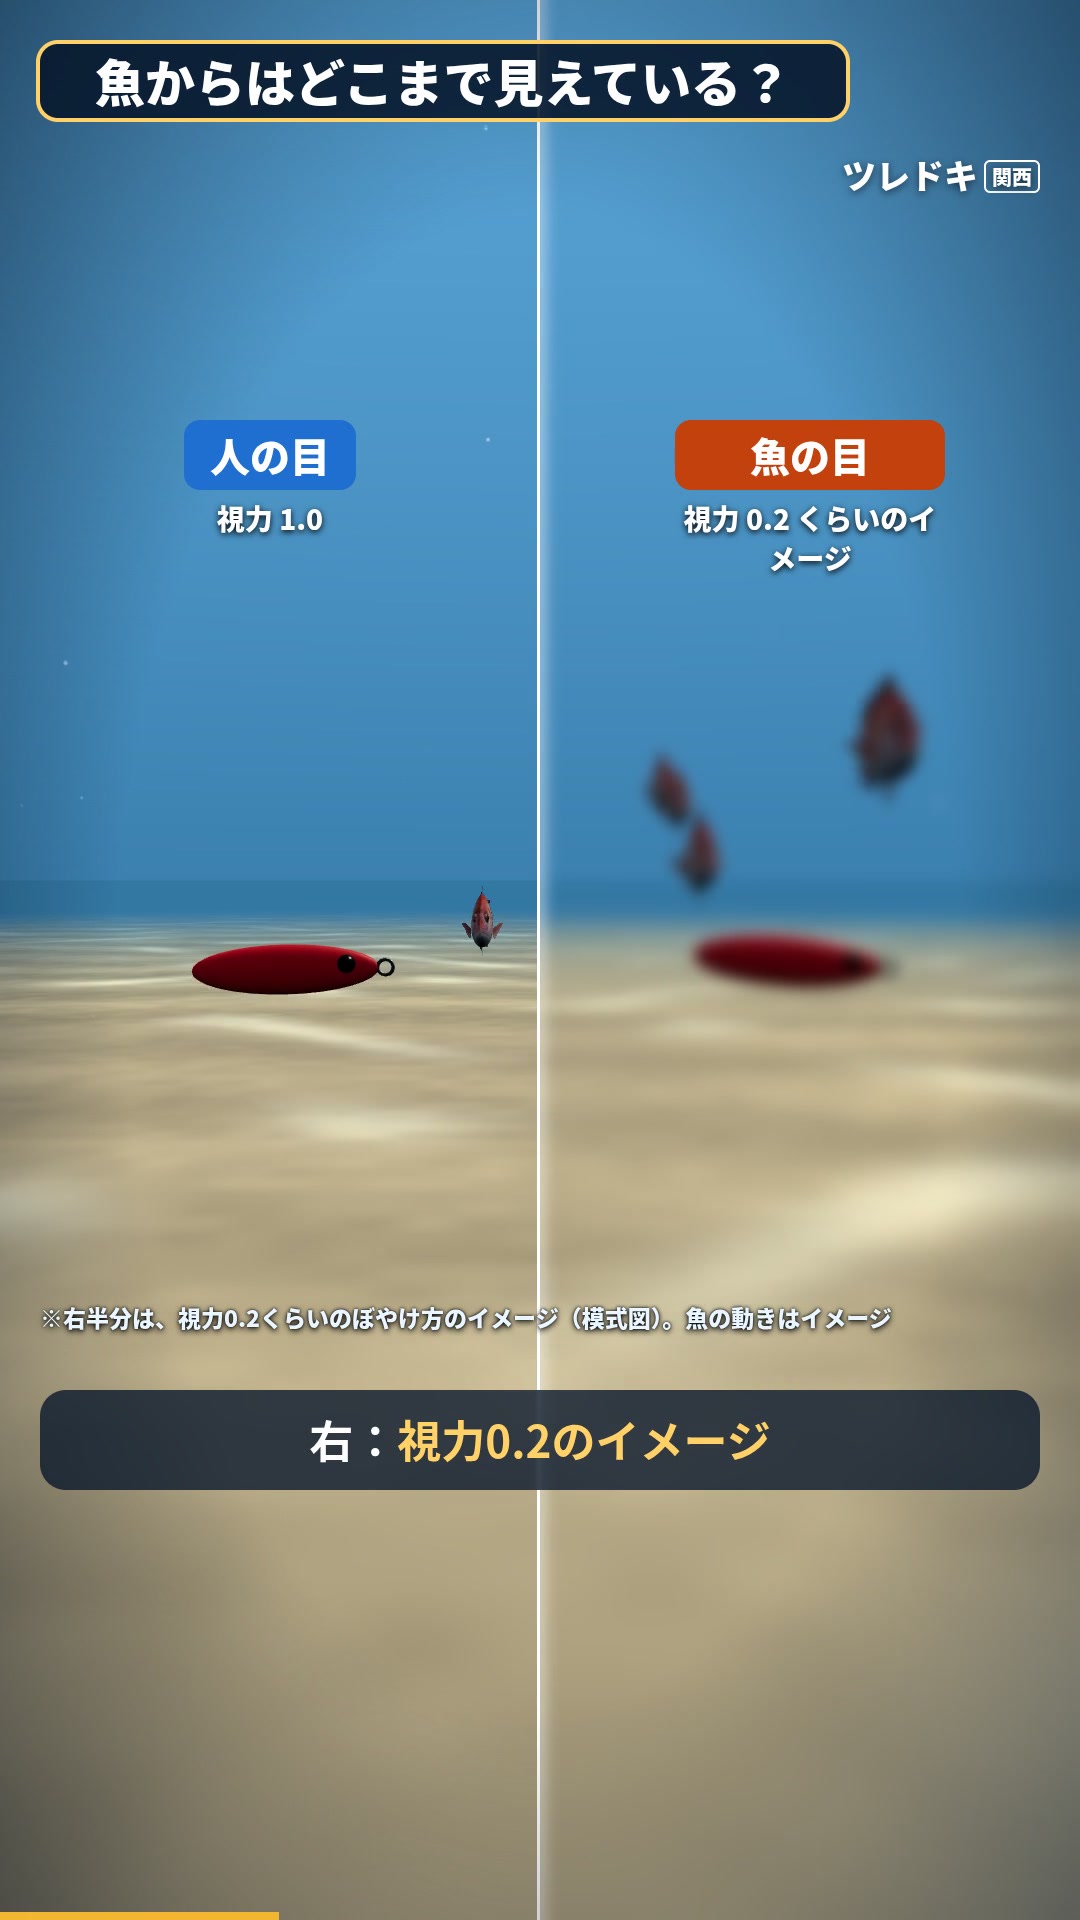 魚からはどこまで見えている？
ツレドキ 関西
人の目
視力 1.0
魚の目
視力 0.2 くらいのイ
メージ
※右半分は、視力0.2くらいのぼやけ方のイメージ（模式図）。魚の動きはイメージ
右：視力0.2のイメージ